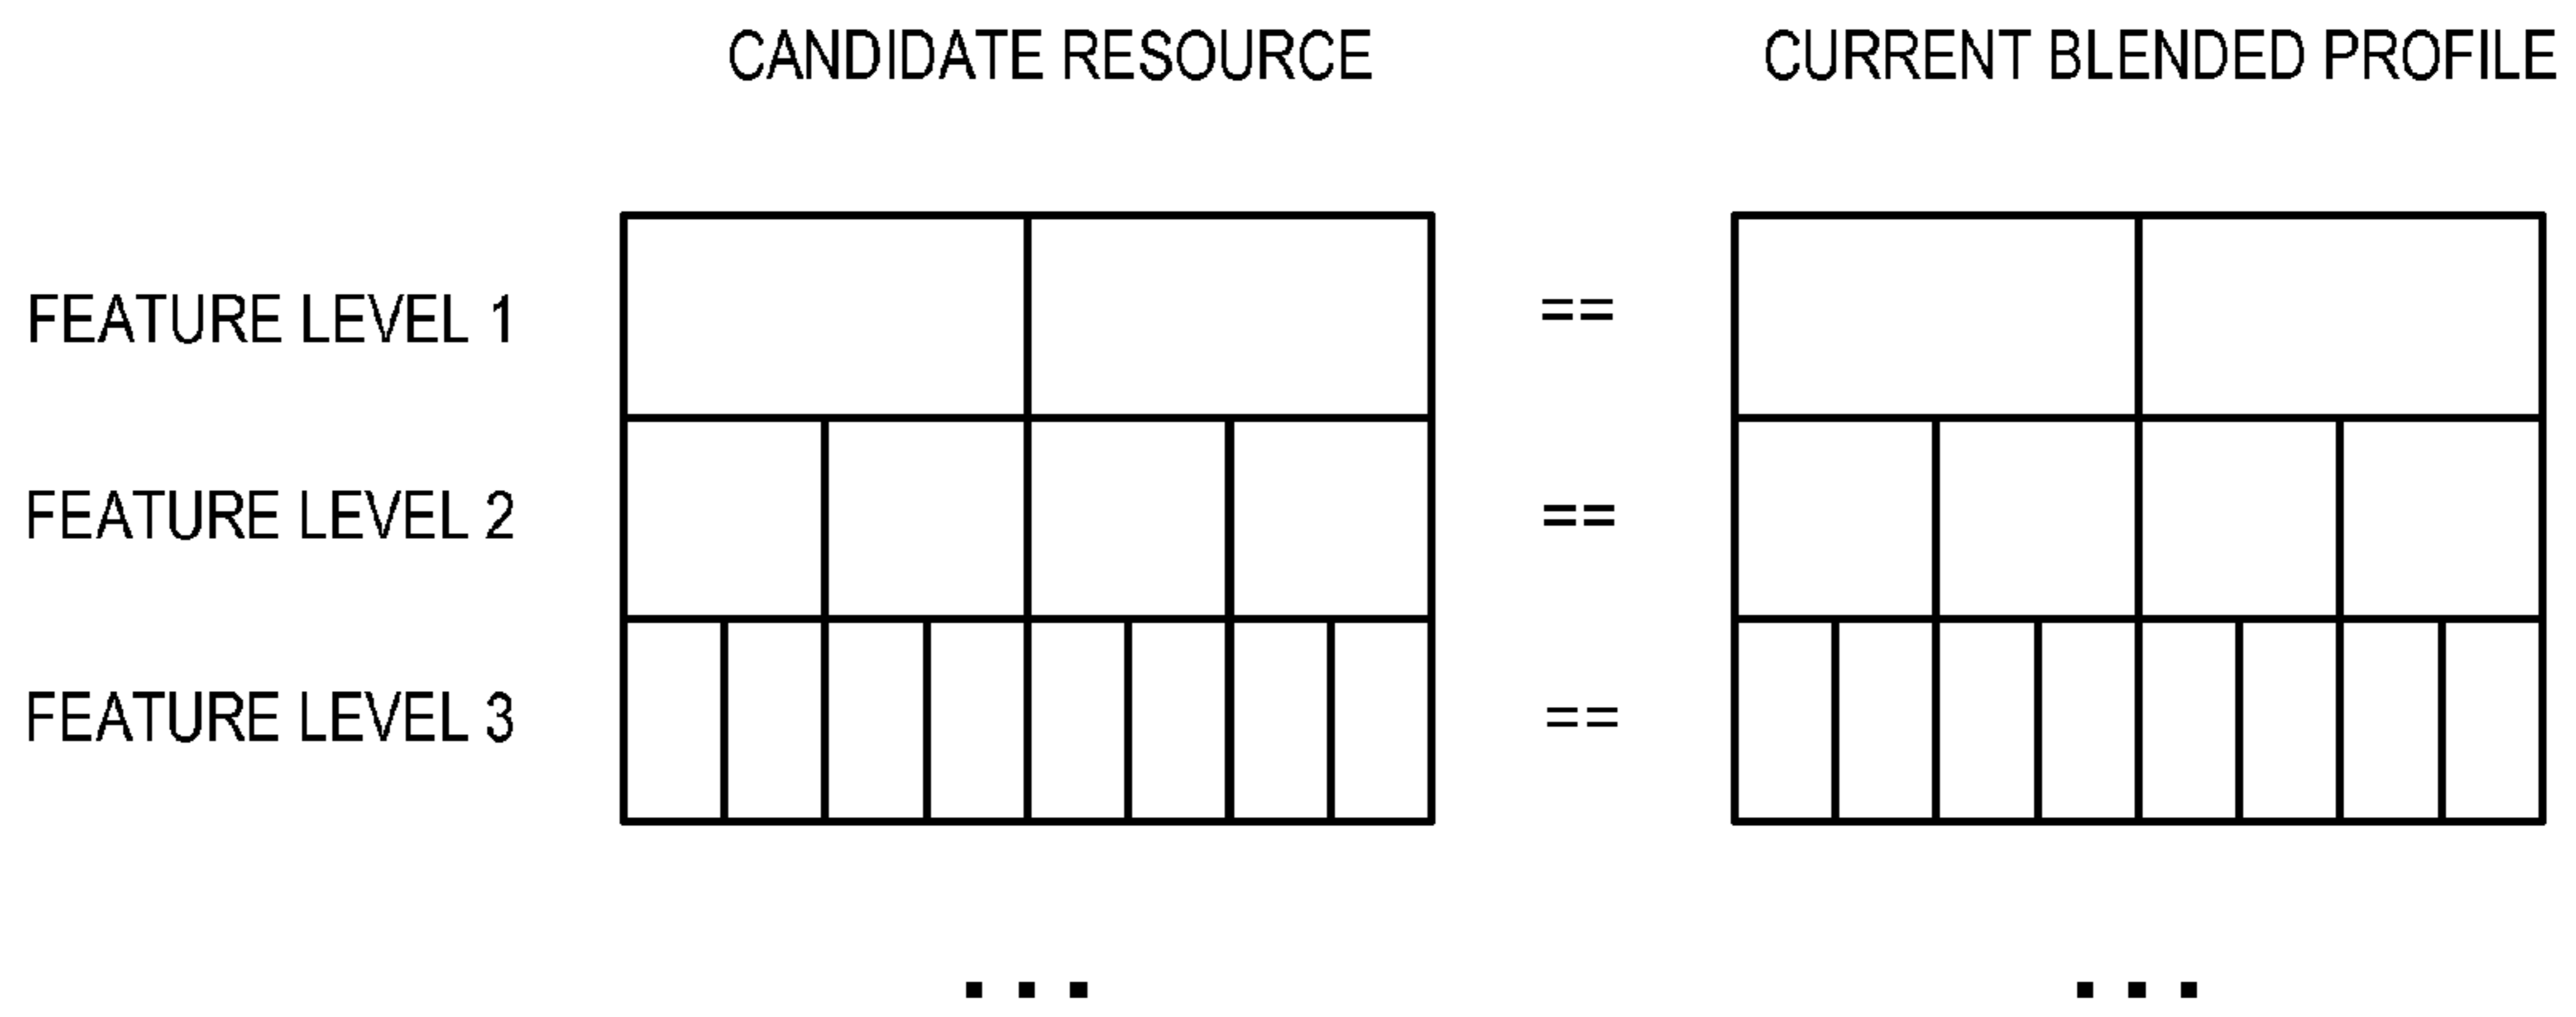 CANDIDATE RESOURCE CURRENT BLENDED PROFILE
FEATURE LEVEL 1 ==
FEATURE LEVEL 2 ==
FEATURE LEVEL 3 ==
... ...